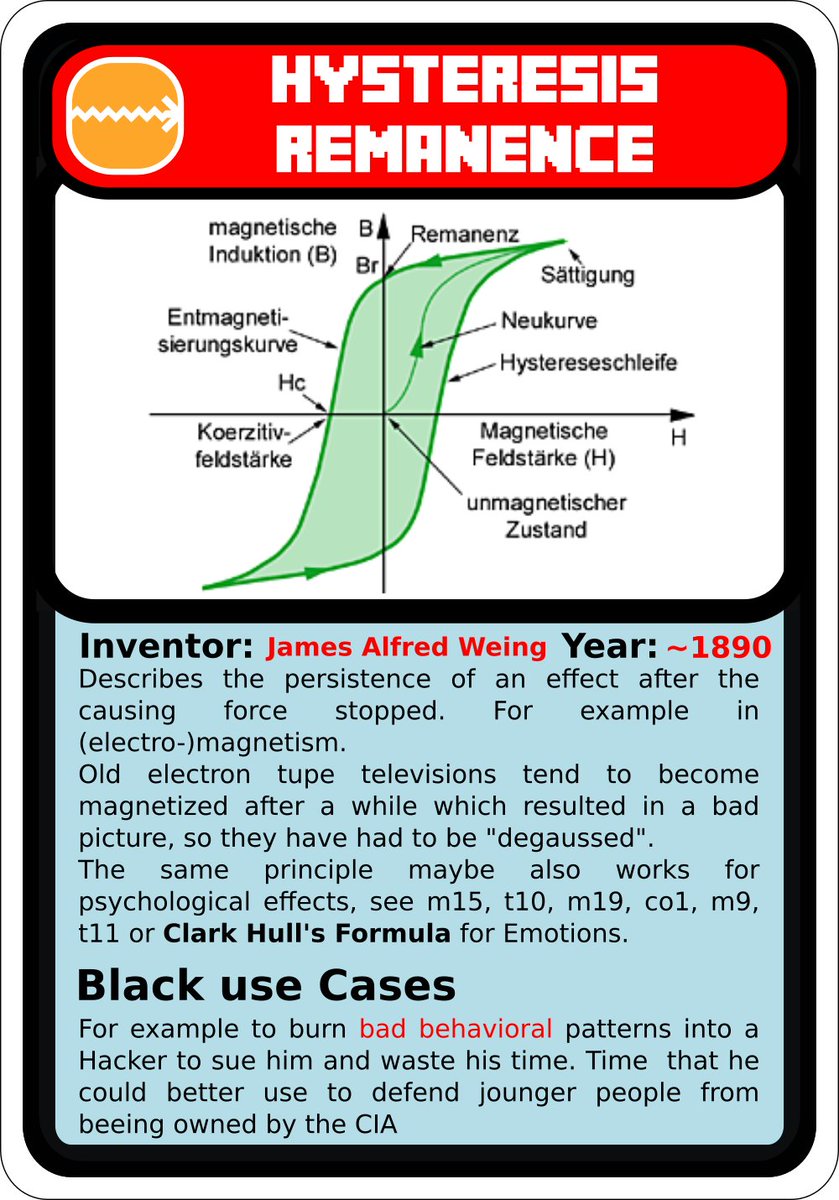 HYSTERESIS
REMANENCE
magnetische
Induktion (B)
B
Remanenz
Br
Sättigung
Entmagneti-
sierungskurve
Neukurve
Hystereseschleife
Hc
Koerzitiv-
feldstärke
Magnetische
Feldstärke (H)
H
unmagnetischer
Zustand
Inventor: James Alfred Weing Year: ~1890
Describes the persistence of an effect after the
causing force stopped. For example in
(electro-)magnetism.
Old electron tupe televisions tend to become
magnetized after a while which resulted in a bad
picture, so they have had to be "degaussed".
The same principle maybe also works for
psychological effects, see m15, t10, m19, co1, m9,
t11 or Clark Hull's Formula for Emotions.
Black use Cases
For example to burn bad behavioral patterns into a
Hacker to sue him and waste his time. Time that he
could better use to defend jounger people from
beeing owned by the CIA